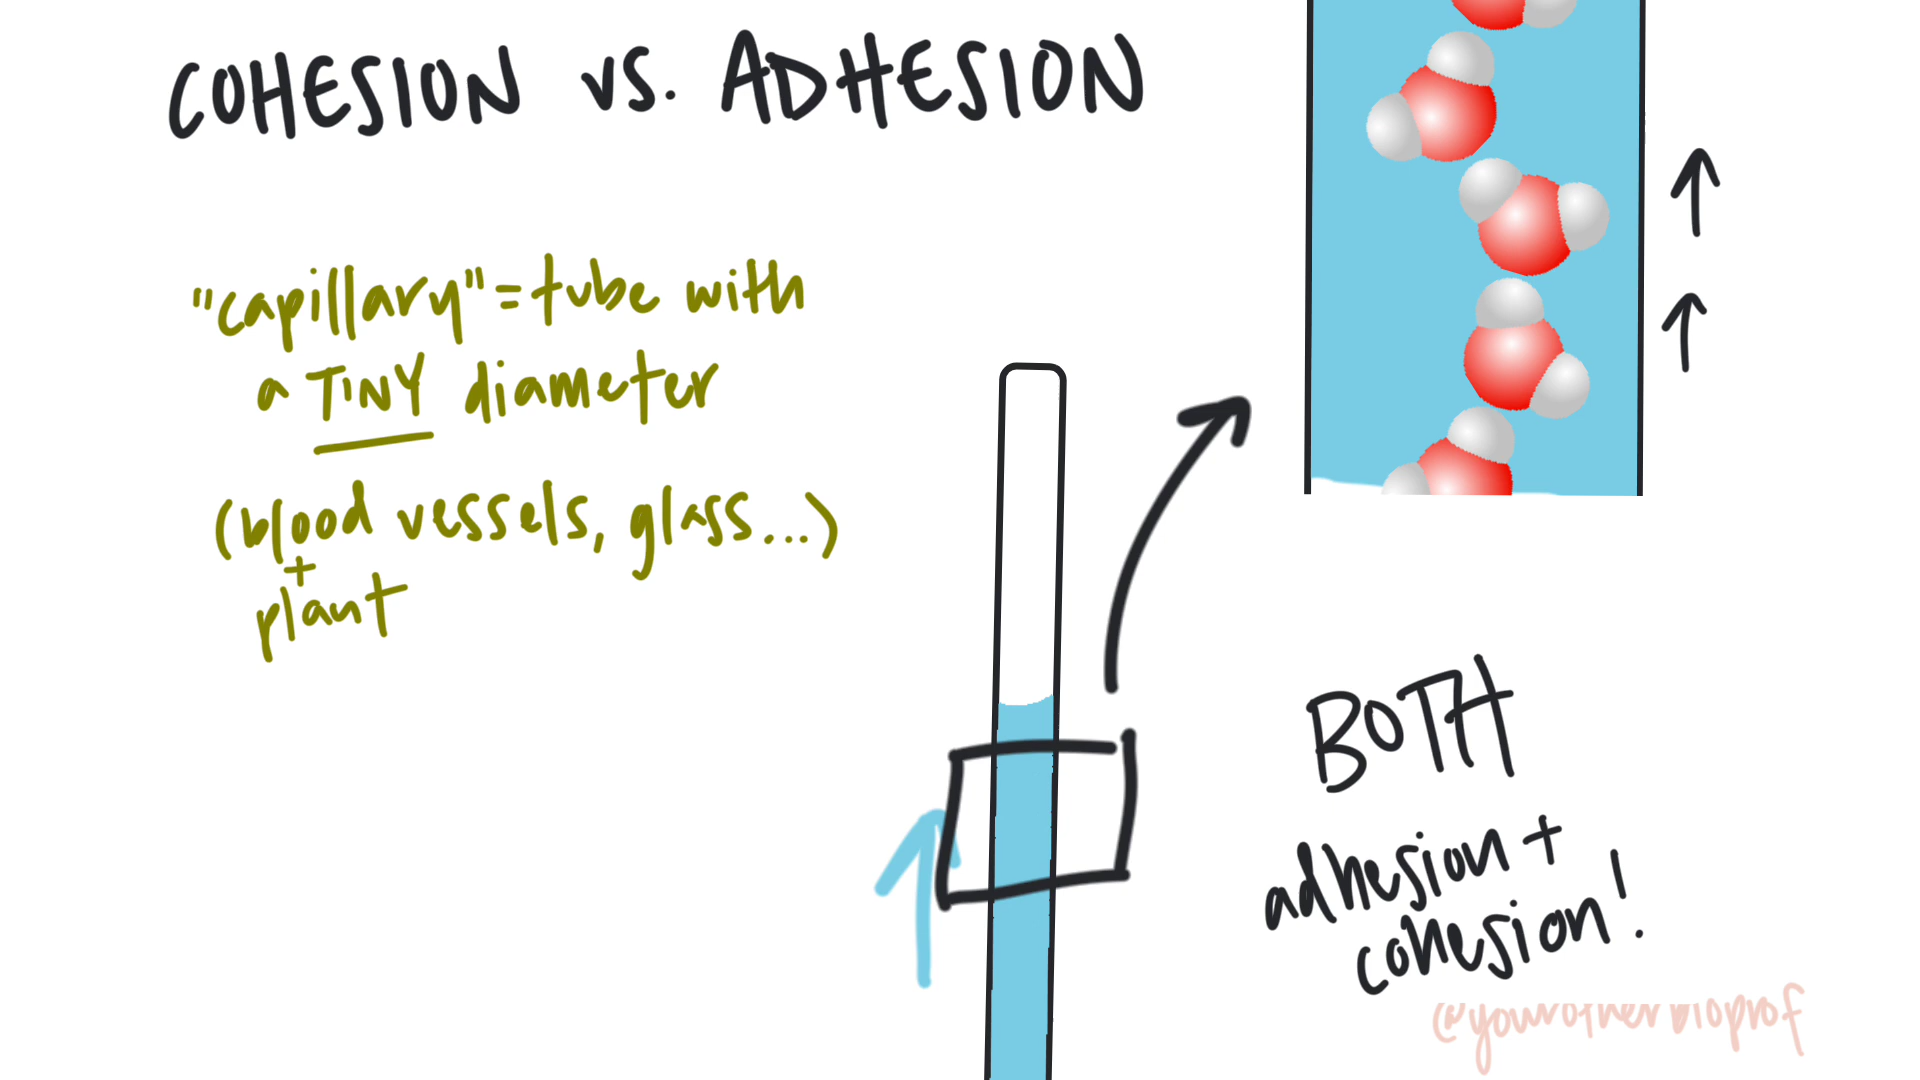 COHESION vs. ADHESION
"capillary" = tube with
a TINY diameter
(blood vessels, glass...)
+
plant
BOTH
adhesion +
cohesion!
@yourotherbioprof